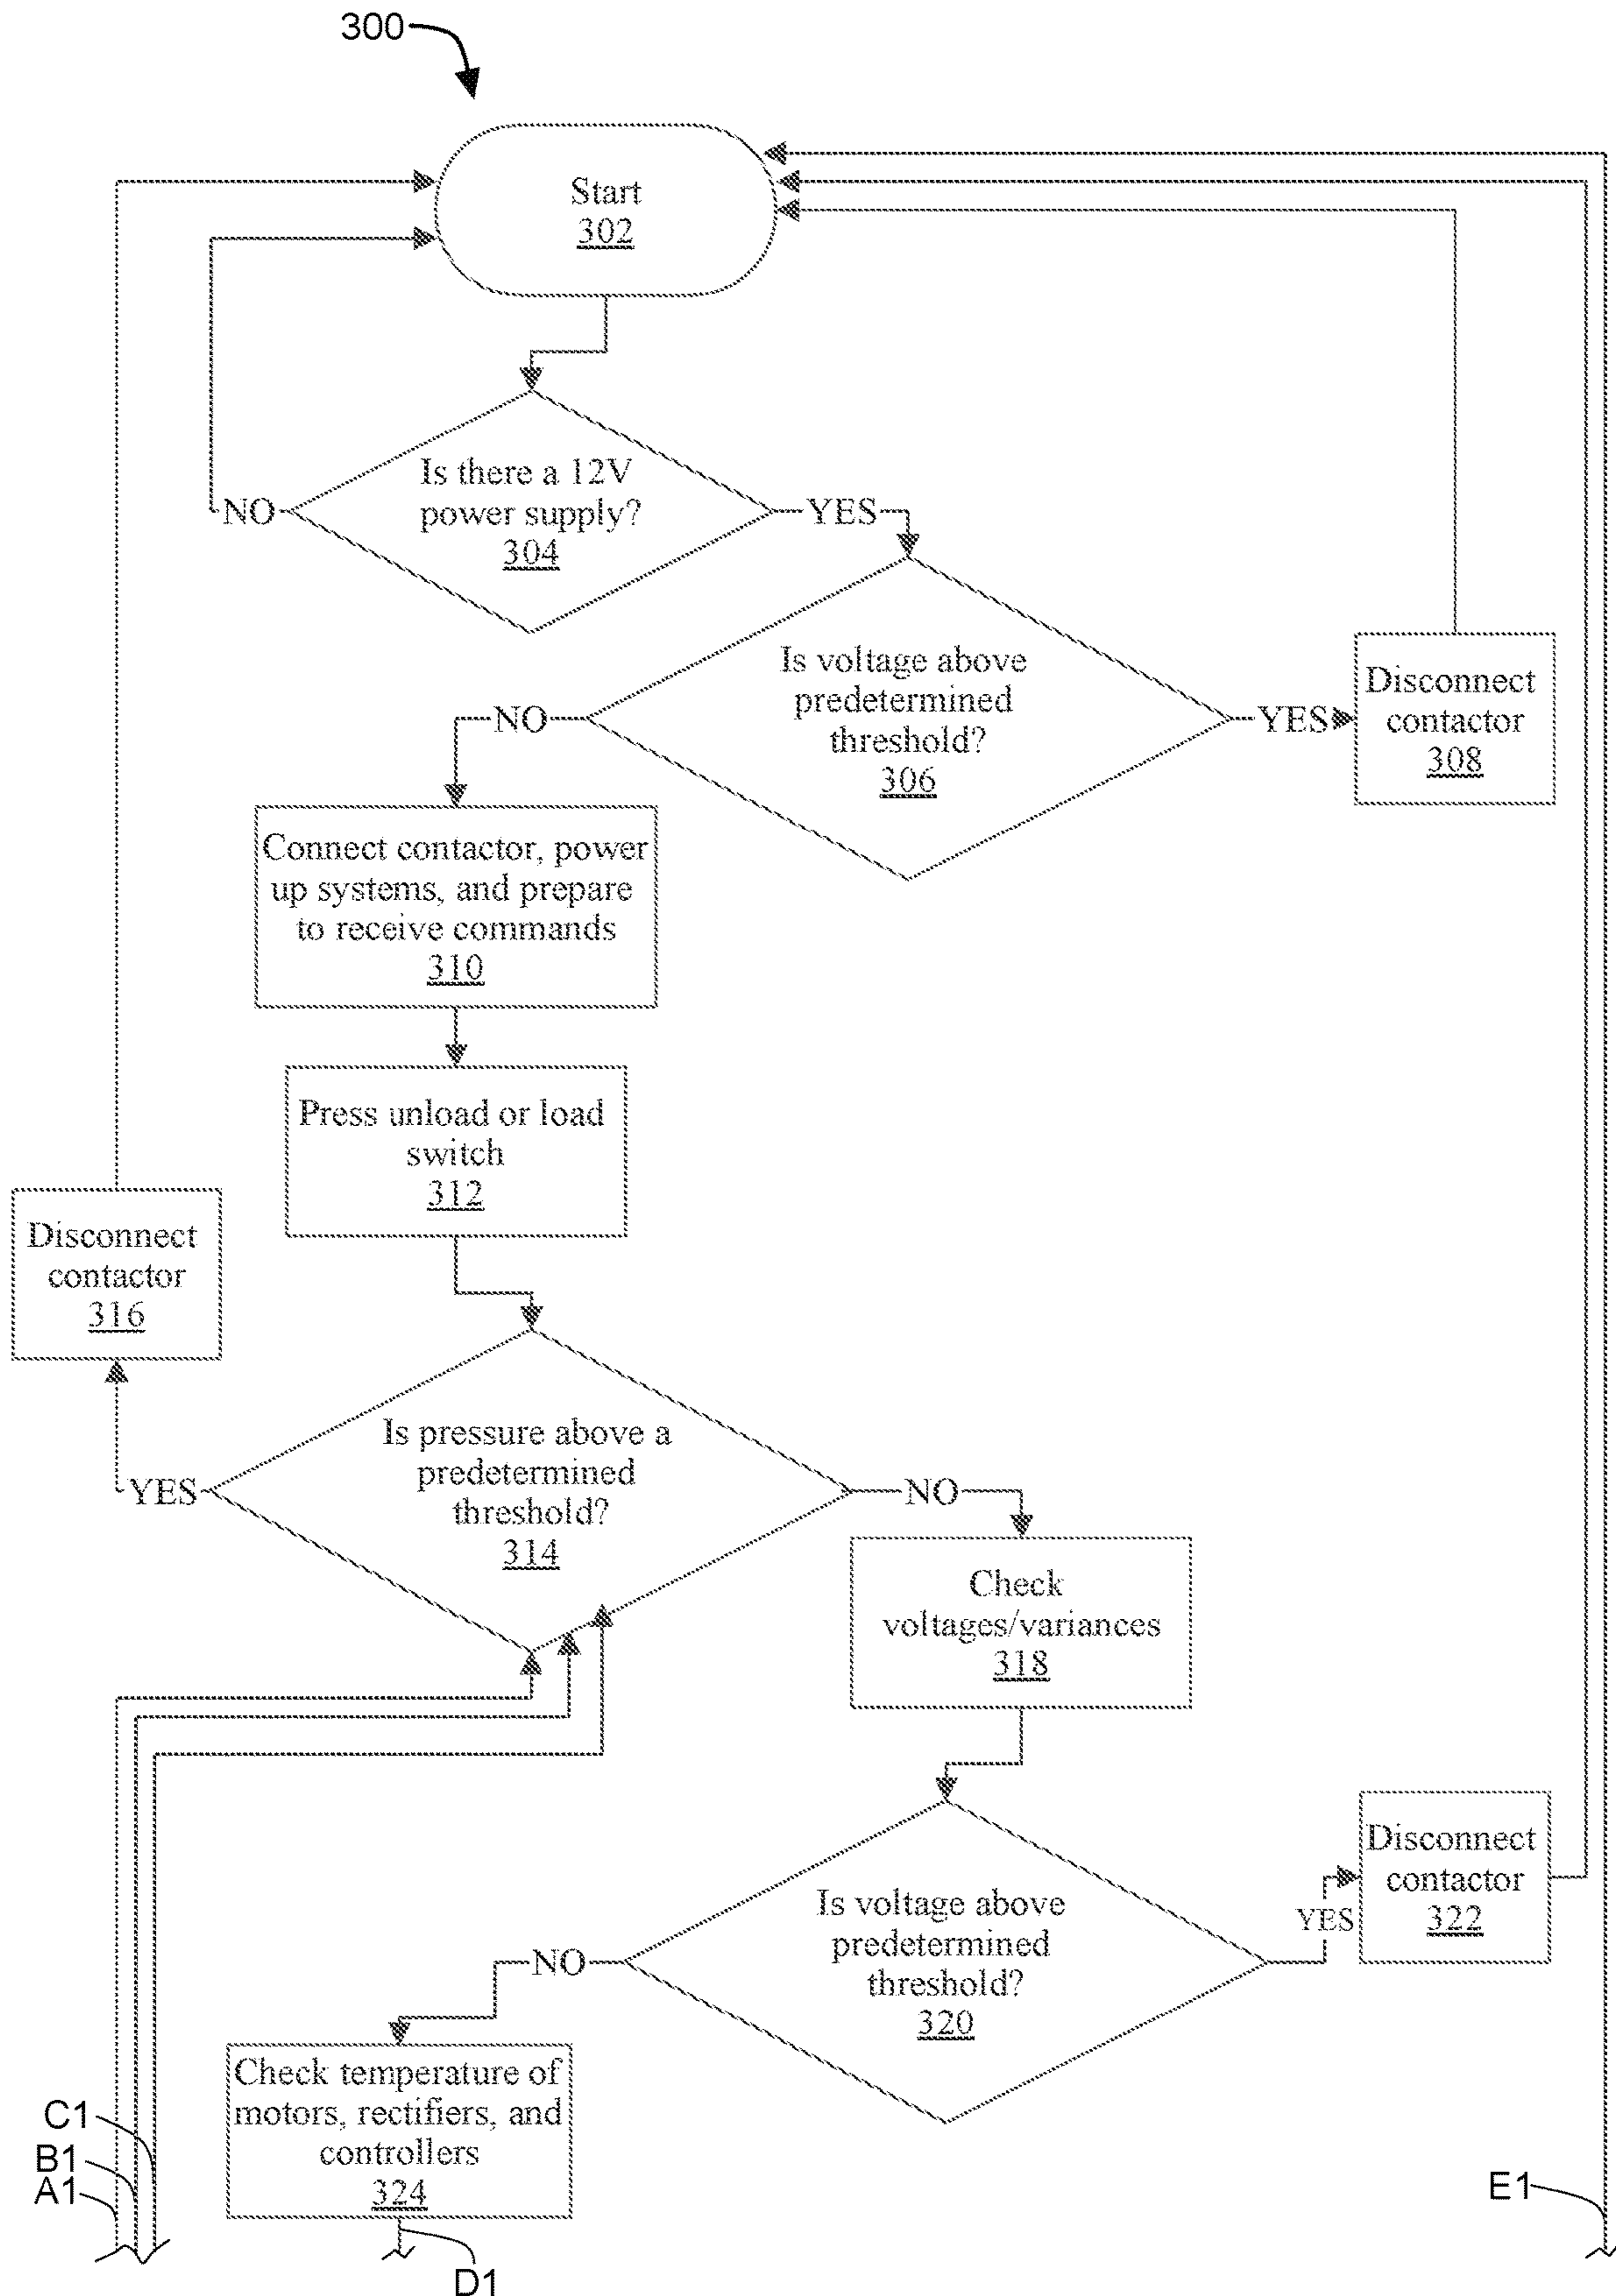 300
Start
302
Is there a 12V
power supply?
304
NO
YES
Is voltage above
predetermined
threshold?
306
NO
YES
Disconnect
contactor
308
Connect contactor, power
up systems, and prepare
to receive commands
310
Press unload or load
switch
312
Disconnect
contactor
316
Is pressure above a
predetermined
threshold?
314
YES
NO
Check
voltages/variances
318
Is voltage above
predetermined
threshold?
320
NO
YES
Disconnect
contactor
322
Check temperature of
motors, rectifiers, and
controllers
324
C1
B1
A1
D1
E1